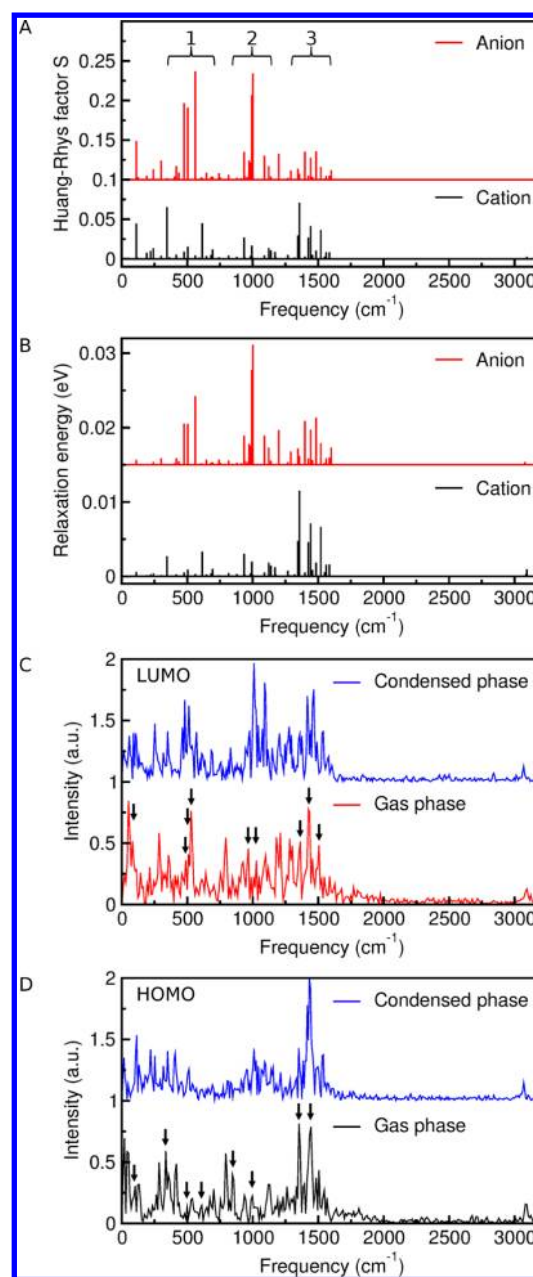 A
1 2 3
Anion
Huang-Rhys factor S
0.25
0.2
0.15
0.1
Cation
0.05
0
0 500 1000 1500 2000 2500 3000
Frequency (cm-1)
B
0.03
Anion
Relaxation energy (eV)
0.02
Cation
0.01
0
0 500 1000 1500 2000 2500 3000
Frequency (cm-1)
C
2
LUMO
Condensed phase
1.5
Intensity (a.u.)
1
Gas phase
0.5
0
0 500 1000 1500 2000 2500 3000
Frequency (cm-1)
D
2
HOMO
Condensed phase
1.5
Intensity (a.u.)
1
Gas phase
0.5
0
0 500 1000 1500 2000 2500 3000
Frequency (cm-1)